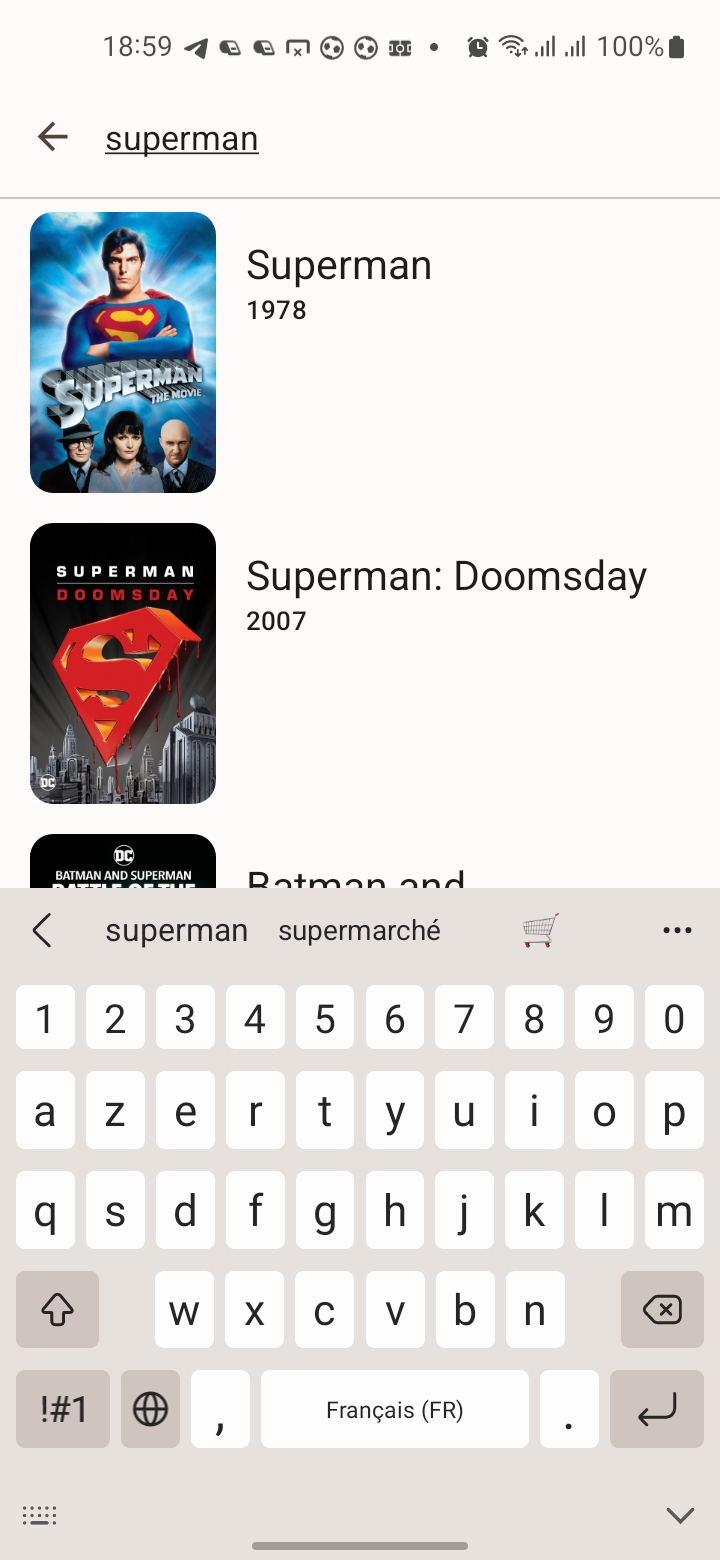 18:59 100%
superman
SUPERMAN
THE MOVIE
Superman
1978
SUPERMAN
DOOMSDAY
DC
Superman: Doomsday
2007
DC
BATMAN AND SUPERMAN
BATTLE OF THE
Batman and
superman supermarché
1 2 3 4 5 6 7 8 9 0
a z e r t y u i o p
q s d f g h j k l m
w x c v b n
!#1 , Français (FR) .